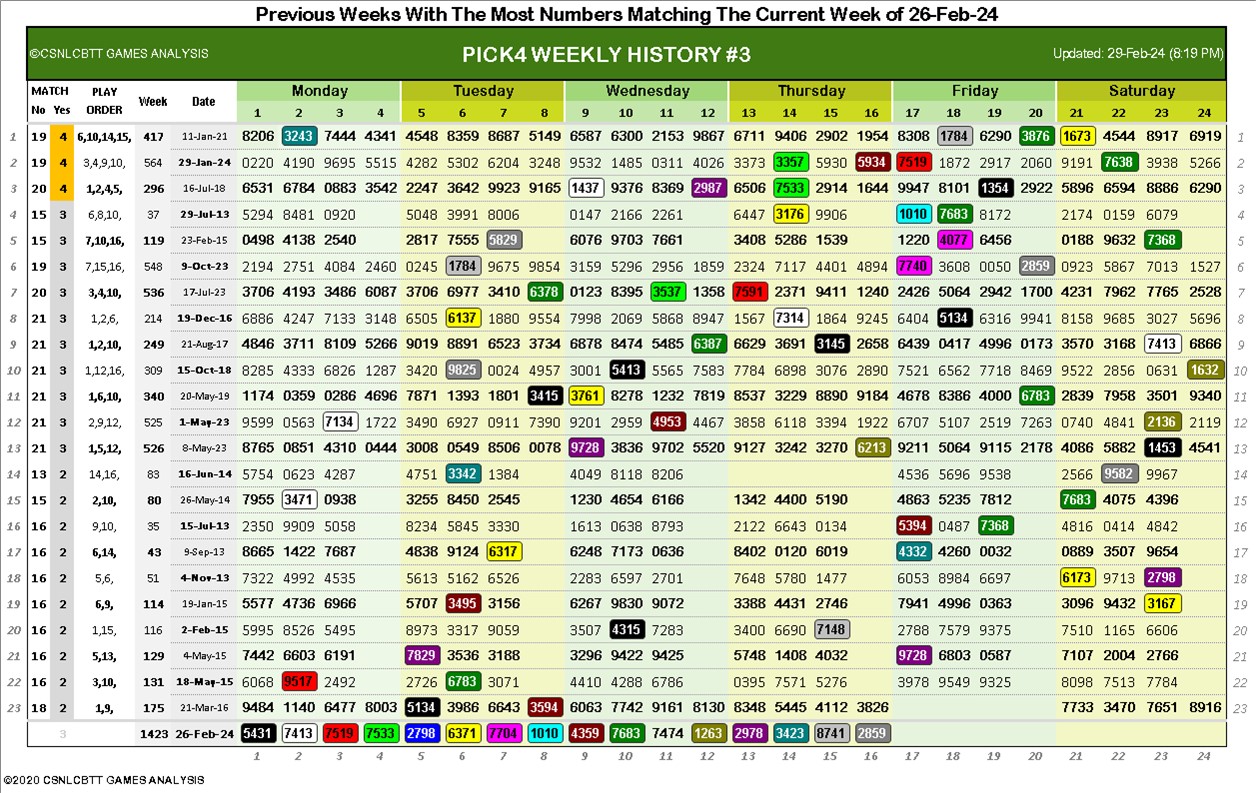 Previous Weeks With The Most Numbers Matching The Current Week of 26-Feb-24
©CSNLCBTT GAMES ANALYSIS PICK4 WEEKLY HISTORY #3 Updated: 29-Feb-24 (8:19 PM)
MATCH PLAY Week Date Monday Tuesday Wednesday Thursday Friday Saturday
No Yes ORDER 1 2 3 4 5 6 7 8 9 10 11 12 13 14 15 16 17 18 19 20 21 22 23 24
1 19 4 6,10,14,15, 417 11-Jan-21 8206 3243 7444 4341 4548 8359 8687 5149 6587 6300 2153 9867 6711 9406 2902 1954 8308 1784 6290 3876 1673 4544 8917 6919 1
2 19 4 3,4,9,10, 564 29-Jan-24 0220 4190 9695 5515 4282 5302 6204 3248 9532 1485 0311 4026 3373 3357 5930 5934 7519 1872 2917 2060 9191 7638 3938 5266 2
3 20 4 1,2,4,5, 296 16-Jul-18 6531 6784 0883 3542 2247 3642 9923 9165 1437 9376 8369 2987 6506 7533 2914 1644 9947 8101 1354 2922 5896 6594 8886 6290 3
4 15 3 6,8,10, 37 29-Jul-13 5294 8481 0920 5048 3991 8006 0147 2166 2261 6447 3176 9906 1010 7683 8172 2174 0159 6079 4
5 15 3 7,10,16, 119 23-Feb-15 0498 4138 2540 2817 7555 5829 6076 9703 7661 3408 5286 1539 1220 4077 6456 0188 9632 7368 5
6 19 3 7,15,16, 548 9-Oct-23 2194 2751 4084 2460 0245 1784 9675 9854 3159 5296 2956 1859 2324 7117 4401 4894 7740 3608 0050 2859 0923 5867 7013 1527 6
7 20 3 3,4,10, 536 17-Jul-23 3706 4193 3486 6087 3706 6977 3410 6378 0123 8395 3537 1358 7591 2371 9411 1240 2426 5064 2942 1700 4231 7962 7765 2528 7
8 21 3 1,2,6, 214 19-Dec-16 6886 4247 7133 3148 6505 6137 1880 9554 7998 2069 5868 8947 1567 7314 1864 9245 6404 5134 6316 9941 8158 9685 3027 5696 8
9 21 3 1,2,10, 249 21-Aug-17 4846 3711 8109 5266 9019 8891 6523 3734 6878 8474 5485 6387 6629 3691 3145 2658 6439 0417 4996 0173 3570 3168 7413 6866 9
10 21 3 1,12,16, 309 15-Oct-18 8285 4333 6826 1287 3420 9825 0024 4957 3001 5413 5565 7583 7784 6898 3076 2890 7521 6562 7718 8469 9522 2856 0631 1632 10
11 21 3 1,6,10, 340 20-May-19 1174 0359 0286 4696 7871 1393 1801 3415 3761 8278 1232 7819 8537 3229 8890 9184 4678 8386 4000 6783 2839 7958 3501 9340 11
12 21 3 2,9,12, 525 1-May-23 9599 0563 7134 1722 3490 6927 0911 7390 9201 2959 4953 4467 3858 6118 3394 1922 6707 5107 2519 7263 0740 4841 2136 2119 12
13 21 3 1,5,12, 526 8-May-23 8765 0851 4310 0444 3008 0549 8506 0078 9728 3836 9702 5520 9127 3242 3270 6213 9211 5064 9115 2178 4086 5882 1453 4541 13
14 13 2 14,16, 83 16-Jun-14 5754 0623 4287 4751 3342 1384 4049 8118 8206 4536 5696 9538 2566 9582 9967 14
15 15 2 2,10, 80 26-May-14 7955 3471 0938 3255 8450 2545 1230 4654 6166 1342 4400 5190 4863 5235 7812 7683 4075 4396 15
16 16 2 9,10, 35 15-Jul-13 2350 9909 5058 8234 5845 3330 1613 0638 8793 2122 6643 0134 5394 0487 7368 4816 0414 4842 16
17 16 2 6,14, 43 9-Sep-13 8665 1422 7687 4838 9124 6317 6248 7173 0636 8402 0120 6019 4332 4260 0032 0889 3507 9654 17
18 16 2 5,6, 51 4-Nov-13 7322 4992 4535 5613 5162 6526 2283 6597 2701 7648 5780 1477 6053 8984 6697 6173 9713 2798 18
19 16 2 6,9, 114 19-Jan-15 5577 4736 6966 5707 3495 3156 6267 9830 9072 3388 4431 2746 7941 4996 0363 3096 9432 3167 19
20 16 2 1,15, 116 2-Feb-15 5995 8526 5495 8973 3317 9059 3507 4315 7283 3400 6690 7148 2788 7579 9375 7510 1165 6606 20
21 16 2 5,13, 129 4-May-15 7442 6603 6191 7829 3536 3188 3296 9422 9425 5748 1408 4032 9728 6803 0587 7107 2004 2766 21
22 16 2 3,10, 131 18-May-15 6068 9517 2492 2726 6783 3071 4410 4288 6786 0395 7571 5276 3978 9549 9325 8098 7513 7784 22
23 18 2 1,9, 175 21-Mar-16 9484 1140 6477 8003 5134 3986 6643 3594 6063 7742 9161 8130 8348 5445 4112 3826 7733 3470 7651 8916 23
3 1423 26-Feb-24 5431 7413 7519 7533 2798 6371 7704 1010 4359 7683 7474 1263 2978 3423 8741 2859
1 2 3 4 5 6 7 8 9 10 11 12 13 14 15 16 17 18 19 20 21 22 23 24
©2020 CSNLCBTT GAMES ANALYSIS